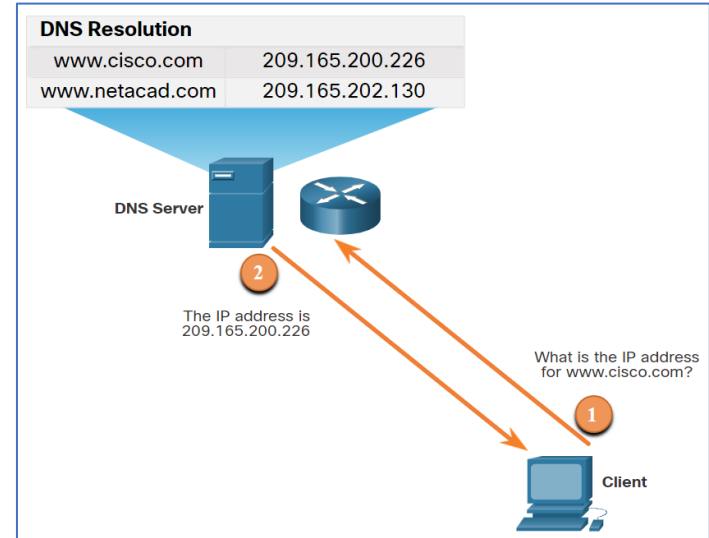 DNS Resolution
www.cisco.com 209.165.200.226
www.netacad.com 209.165.202.130
DNS Server
2
The IP address is
209.165.200.226
What is the IP address
for www.cisco.com?
1
Client